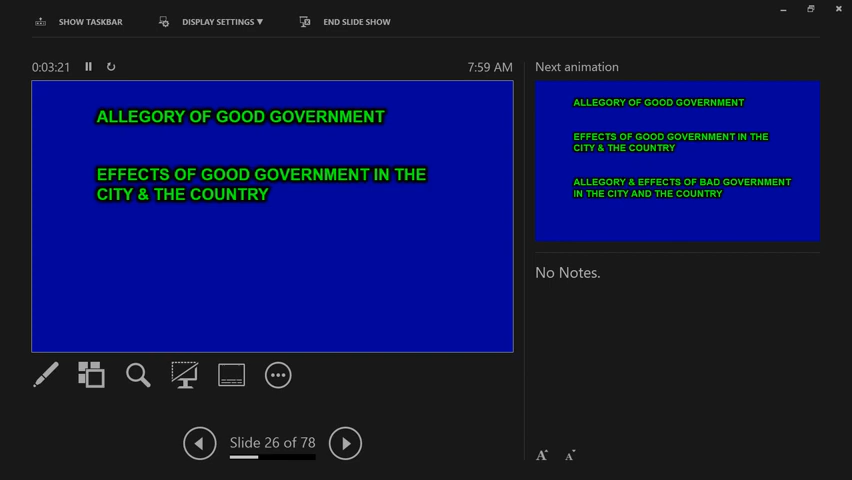 SHOW TASKBAR
DISPLAY SETTINGS ▼
END SLIDE SHOW
0:03:21
7:59 AM
Next animation
ALLEGORY OF GOOD GOVERNMENT
EFFECTS OF GOOD GOVERNMENT IN THE
CITY & THE COUNTRY
ALLEGORY OF GOOD GOVERNMENT
EFFECTS OF GOOD GOVERNMENT IN THE
CITY & THE COUNTRY
ALLEGORY & EFFECTS OF BAD GOVERNMENT
IN THE CITY AND THE COUNTRY
No Notes.
Slide 26 of 78
A A